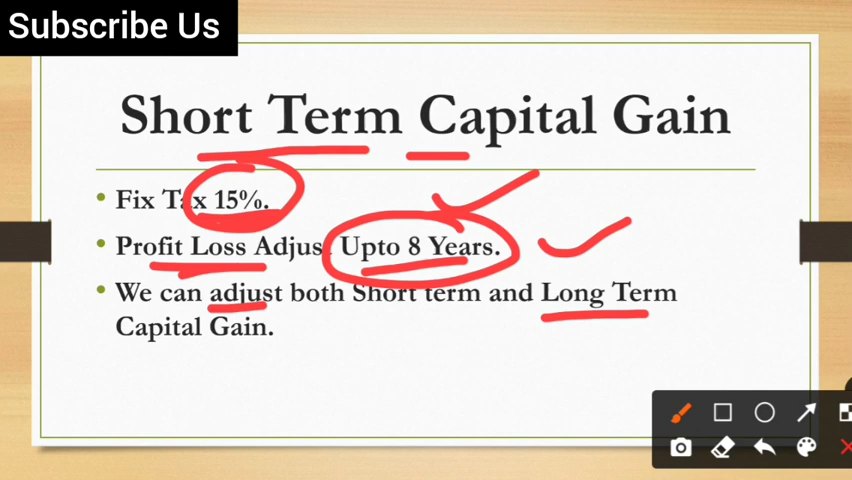 Subscribe Us
Short Term Capital Gain
• Fix Tax 15%.
• Profit Loss Adjust Upto 8 Years.
• We can adjust both Short term and Long Term
Capital Gain.